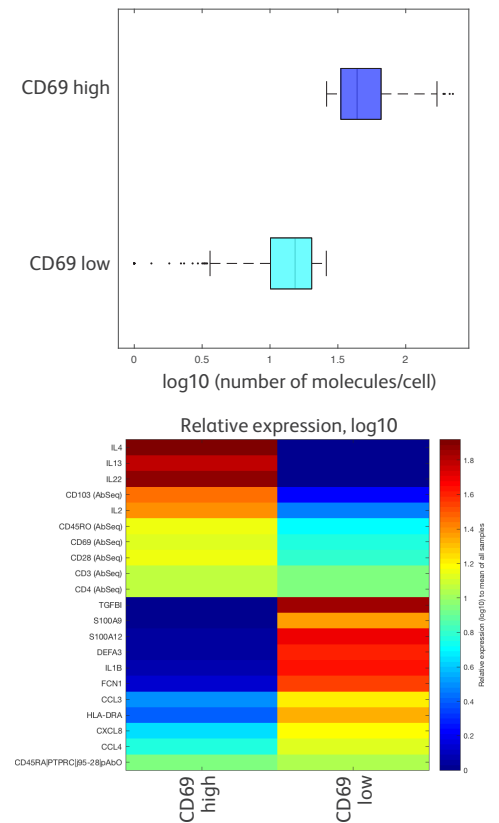 CD69 high
CD69 low
0 0.5 1 1.5 2
log10 (number of molecules/cell)
Relative expression, log10
IL4
IL13
IL22
CD103 (AbSeq)
IL2
CD45RO (AbSeq)
CD69 (AbSeq)
CD28 (AbSeq)
CD3 (AbSeq)
CD4 (AbSeq)
TGFBI
S100A9
S100A12
DEFA3
IL1B
FCN1
CCL3
HLA-DRA
CXCL8
CCL4
CD45RA|PTPRC|j95-28|pAbO
CD69
high
CD69
low
1.8
1.6
1.4
1.2
1
0.8
0.6
0.4
0.2
0
Relative expression (log10) to mean of all samples